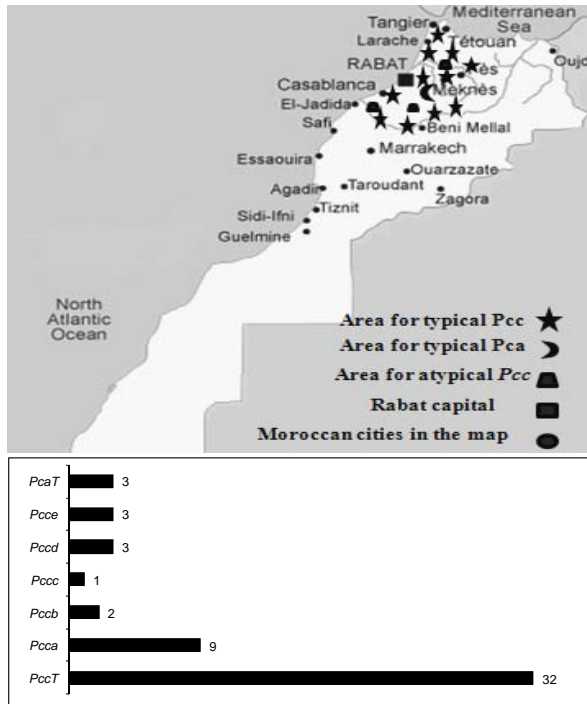 Mediterranean
Sea
Tangier
Tétouan
Larache
RABAT
Oujd
Casablanca
Meknès
El-Jadida
Safi
Beni Mellal
Marrakech
Essaouira
Ouarzazate
Agadir
Taroudant
Zagora
Tiznit
Sidi-Ifni
Guelmine
North
Atlantic
Ocean
Area for typical Pcc
Area for typical Pca
Area for atypical Pcc
Rabat capital
Moroccan cities in the map
PcaT 3
Pcce 3
Pccd 3
Pccc 1
Pccb 2
Pcca 9
PccT 32